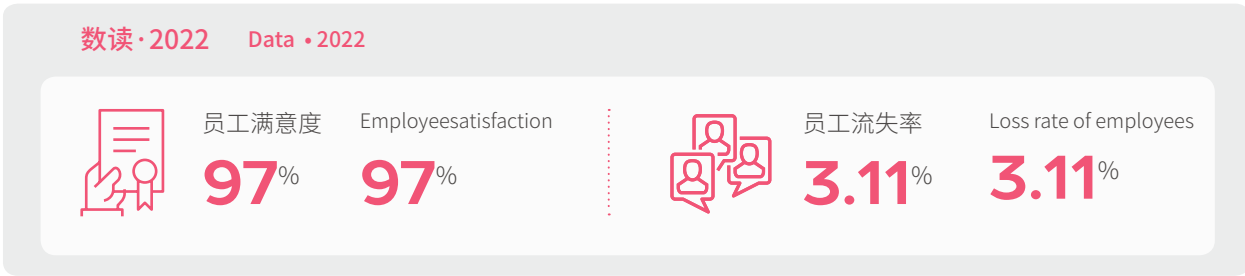 数读·2022 Data • 2022
员工满意度 Employeesatisfaction 员工流失率 Loss rate of employees
97% 97% 3.11% 3.11%